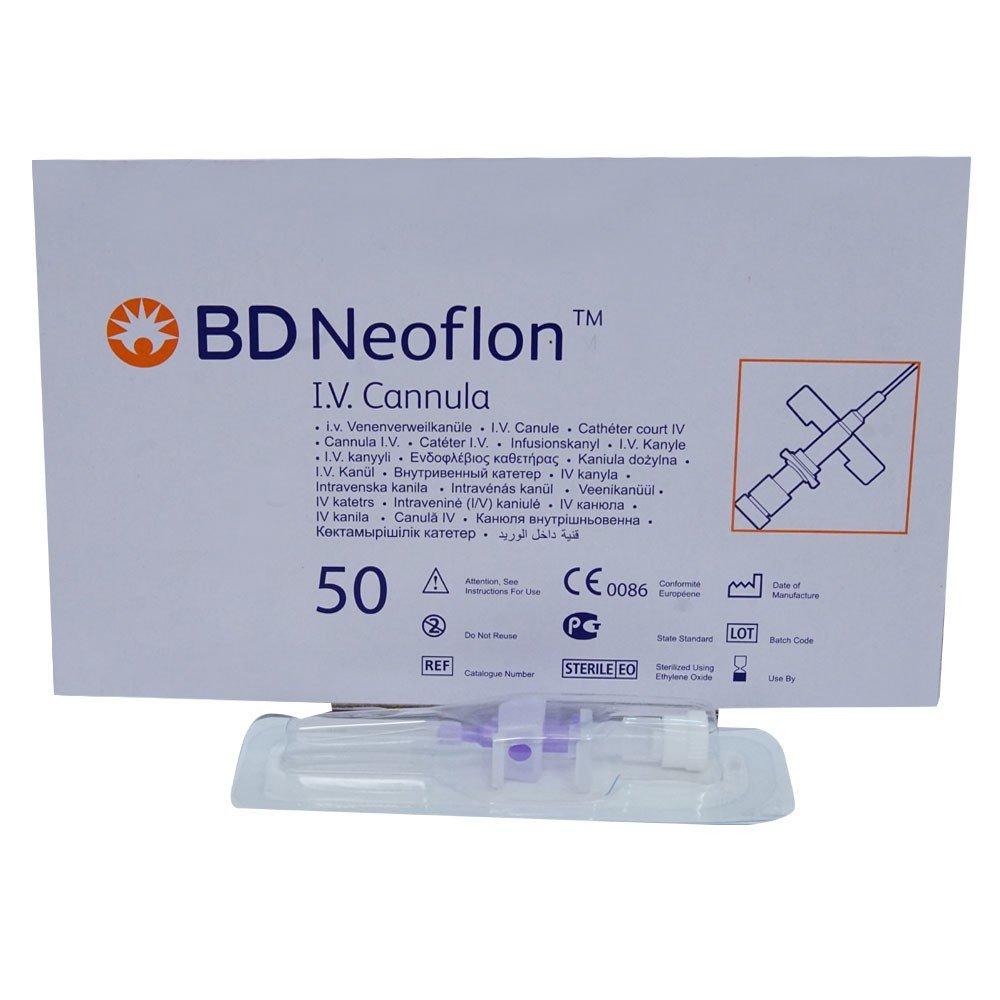 BD Neoflon™
I.V. Cannula
• i.v. Venenverweilkanüle • I.V. Canule • Cathéter court IV
• Cannula I.V. • Catéter I.V. • Infusionskanyl • I.V. Kanyle
• I.V. kanyyli • Ενδοφλέβιος καθετήρας • Kaniula dożylna •
I.V. Kanül • Внутривенный катетер • IV kanyla •
Intravenska kanila • Intravénás kanül • Veenikanüül •
IV katetrs • Intraveninė (I/V) kaniulė • IV канюла •
IV kanila • Canulă IV • Канюля внутрішньовенна •
Көктамырішілік катетер • قنية داخل الوريد
50
Attention, See
Instructions For Use
CE 0086
Conformité
Européene
Date of
Manufacture
2
Do Not Reuse
РСТ
State Standard
LOT
Batch Code
REF
Catalogue Number
STERILE EO
Sterilized Using
Ethylene Oxide
Use By